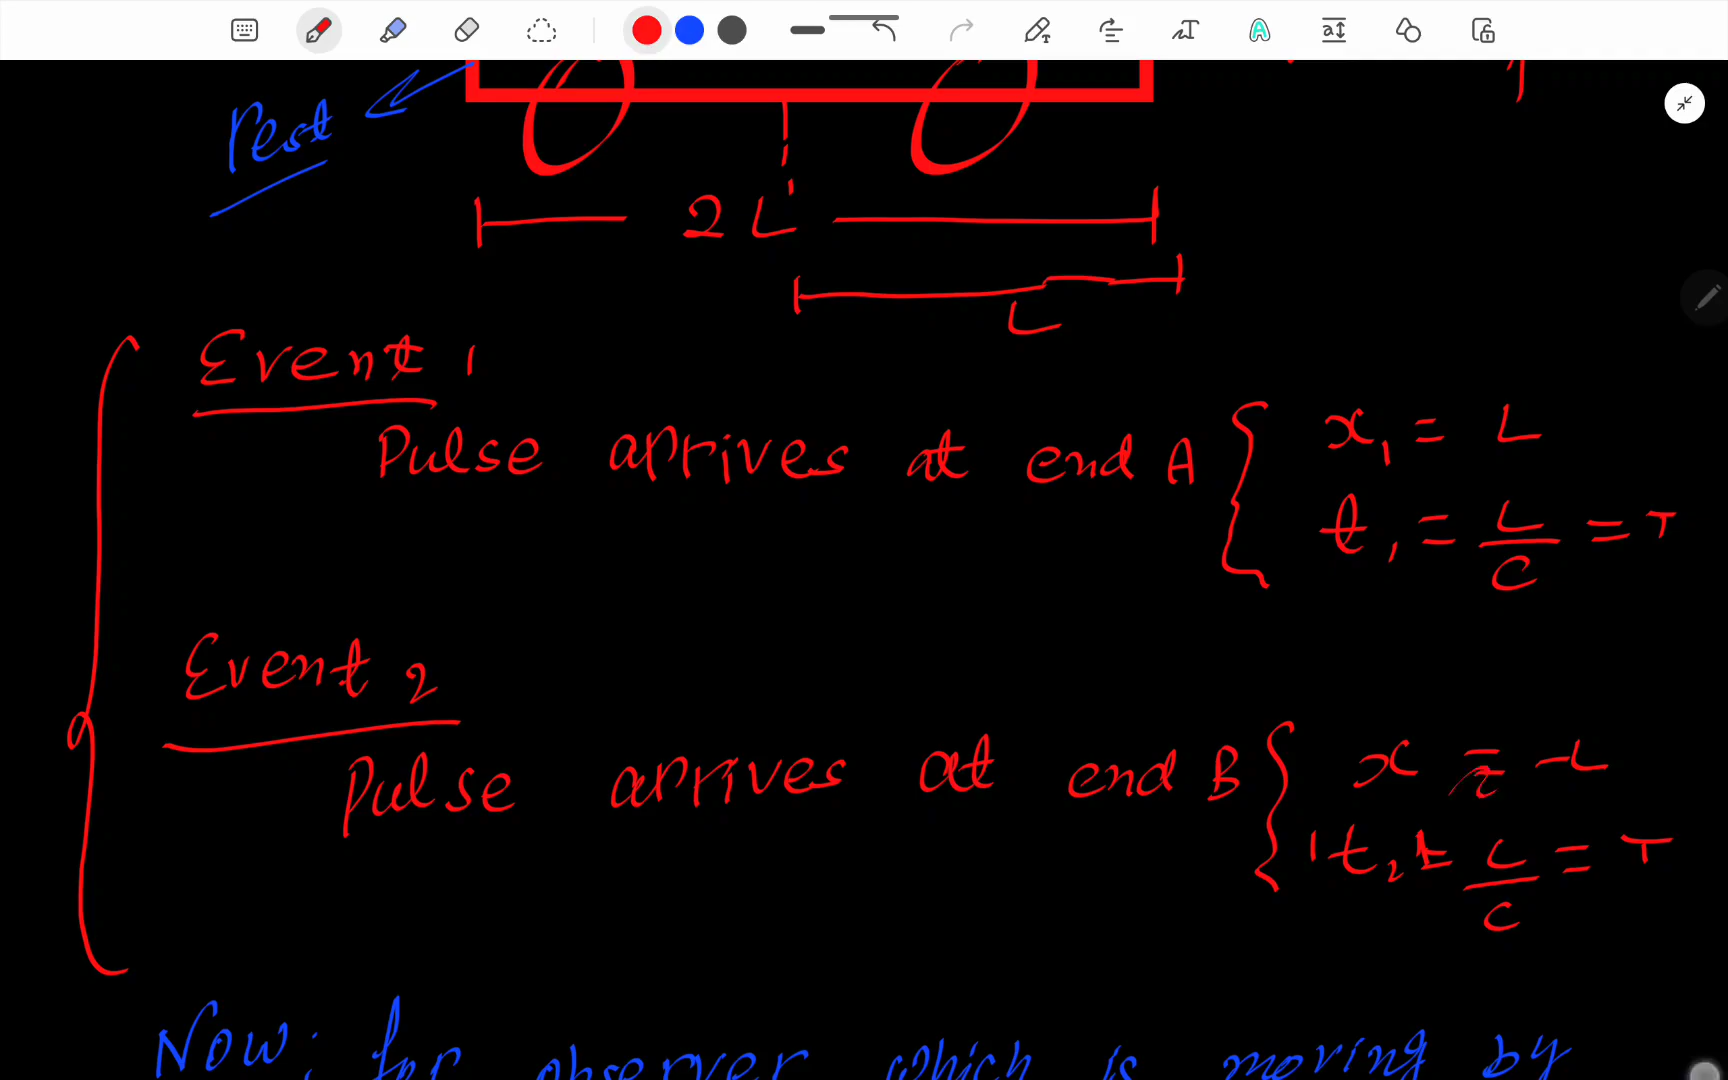 Rest
2L
L
Event 1
Pulse arrives at end A
x₁ = L
t₁ = L/C = T
Event 2
Pulse arrives at end B
x₂ = -L
t₂ = L/C = T
Now: for observer which is moving by